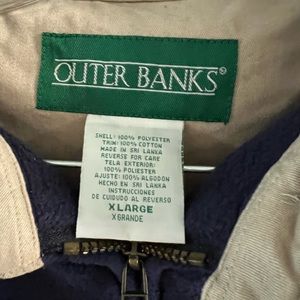 OUTER BANKS®
SHELL: 100% POLYESTER
TRIM: 100% COTTON
MADE IN SRI LANKA
REVERSE FOR CARE
TELA EXTERIOR:
100% POLIESTER
AJUSTE: 100% ALGODON
HECHO EN SRI LANKA
INSTRUCCIONES
DE CUIDADO AL REVERSO
XLARGE
XGRANDE